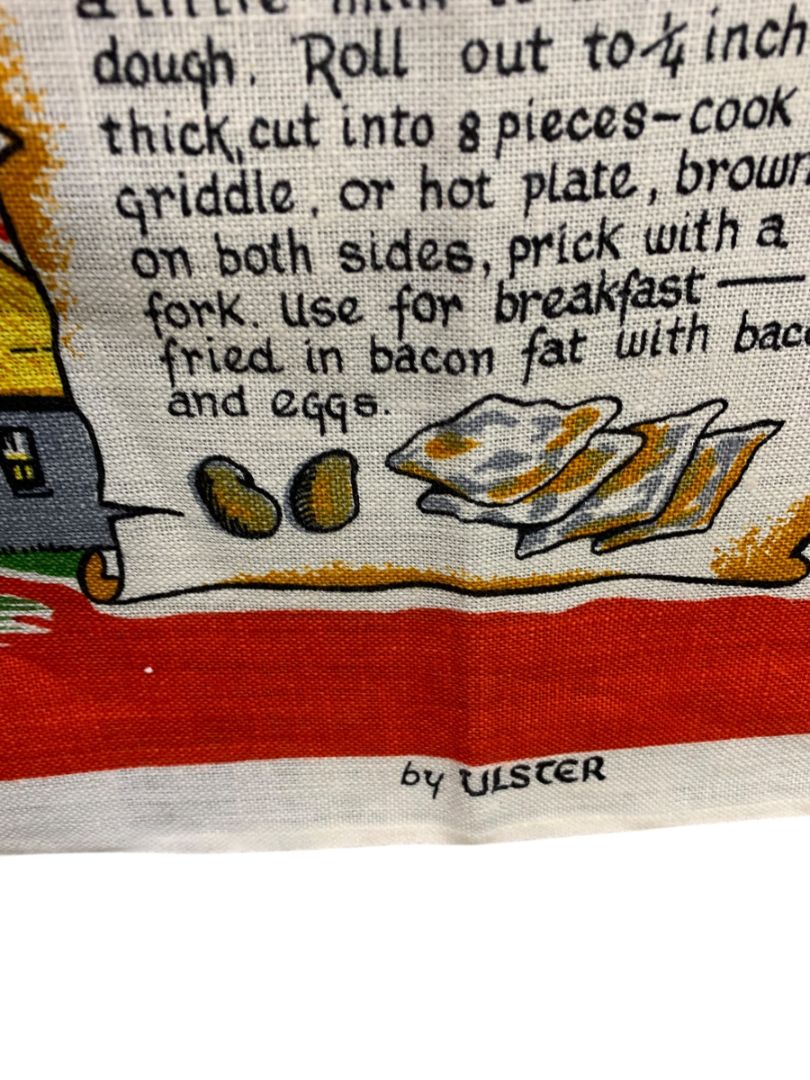 dough. Roll out to 1/4 inch
thick, cut into 8 pieces - cook
griddle, or hot plate, brown
on both sides, prick with a
fork. Use for breakfast —
fried in bacon fat with
and eggs.
by ULSTER